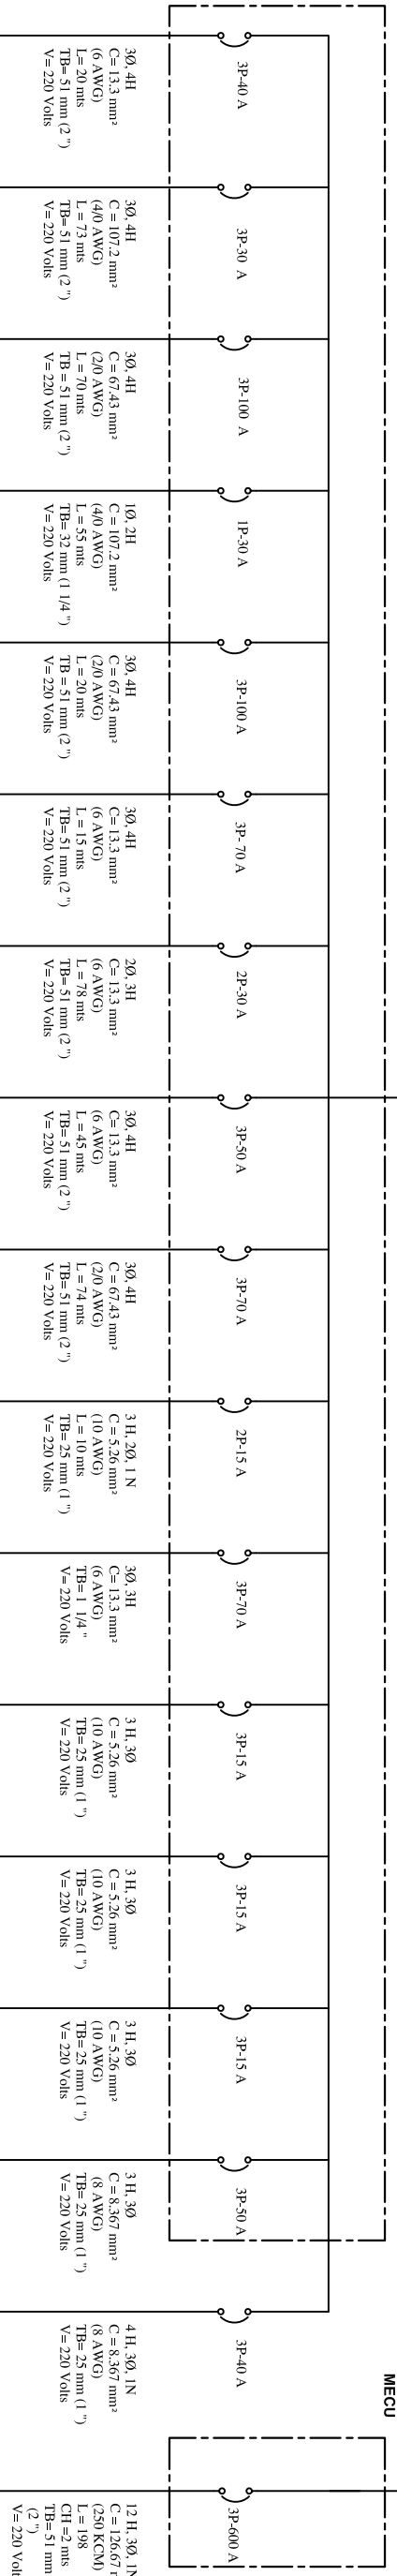 3P-40 A
3Ø, 4H
C= 13.3 mm²
(6 AWG)
L= 20 mts
TB= 51 mm (2 ")
V= 220 Volts
3P-30 A
3Ø, 4H
C = 107.2 mm²
(4/0 AWG)
L = 73 mts
TB= 51 mm (2 ")
V= 220 Volts
3P-100 A
3Ø, 4H
C = 67.43 mm²
(2/0 AWG)
L = 70 mts
TB = 51 mm (2 ")
V= 220 Volts
1P-30 A
1Ø, 2H
C = 107.2 mm²
(4/0 AWG)
L = 55 mts
TB= 32 mm (1 1/4 ")
V= 220 Volts
3P-100 A
3Ø, 4H
C = 67.43 mm²
(2/0 AWG)
L = 20 mts
TB = 51 mm (2 ")
V= 220 Volts
3P- 70 A
3Ø, 4H
C= 13.3 mm²
(6 AWG)
L = 15 mts
TB= 51 mm (2 ")
V= 220 Volts
2P-30 A
2Ø, 3H
C= 13.3 mm²
(6 AWG)
L = 78 mts
TB= 51 mm (2 ")
V= 220 Volts
3P-50 A
3Ø, 4H
C= 13.3 mm²
(6 AWG)
L = 45 mts
TB= 51 mm (2 ")
V= 220 Volts
3P-70 A
3Ø, 4H
C = 67.43 mm²
(2/0 AWG)
L = 74 mts
TB= 51 mm (2 ")
V= 220 Volts
2P-15 A
3 H, 2Ø, 1 N
C = 5.26 mm²
(10 AWG)
L = 10 mts
TB= 25 mm (1 ")
V= 220 Volts
3P-70 A
3Ø, 3H
C= 13.3 mm²
(6 AWG)
TB= 1 1/4 "
V= 220 Volts
3P-15 A
3 H, 3Ø
C = 5.26 mm²
(10 AWG)
TB= 25 mm (1 ")
V= 220 Volts
3P-15 A
3 H, 3Ø
C = 5.26 mm²
(10 AWG)
TB= 25 mm (1 ")
V= 220 Volts
3P-15 A
3 H, 3Ø
C = 5.26 mm²
(10 AWG)
TB= 25 mm (1 ")
V= 220 Volts
3P-50 A
3 H, 3Ø
C = 8.367 mm²
(8 AWG)
TB= 25 mm (1 ")
V= 220 Volts
3P-40 A
4 H, 3Ø, 1N
C = 8.367 mm²
(8 AWG)
TB= 25 mm (1 ")
V= 220 Volts
MECU
3P-600 A
12 H, 3Ø, 1N
C = 126.67 m
(250 KCM)
L = 198
CH =2 mts
TB= 51 mm
(2 ")
V= 220 Volt